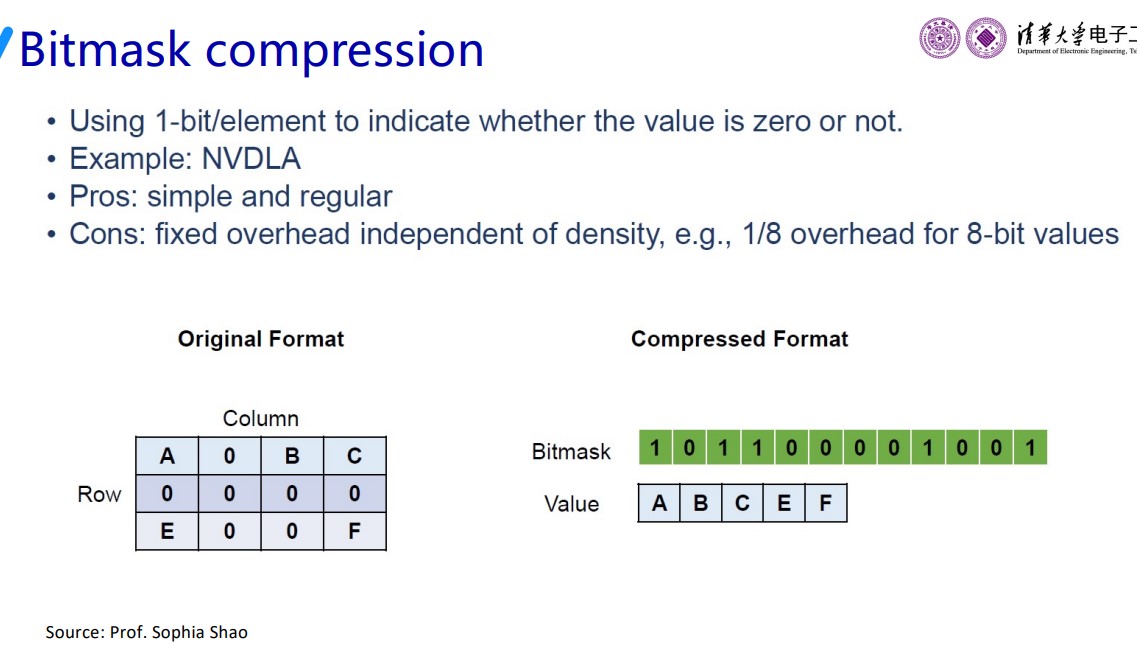 Bitmask compression
清华大学电子工
Department of Electronic Engineering,
• Using 1-bit/element to indicate whether the value is zero or not.
• Example: NVDLA
• Pros: simple and regular
• Cons: fixed overhead independent of density, e.g., 1/8 overhead for 8-bit values
Original Format
Compressed Format
Column
A 0 B C
Row 0 0 0 0
E 0 0 F
Bitmask 1 0 1 1 0 0 0 0 1 0 0 1
Value A B C E F
Source: Prof. Sophia Shao